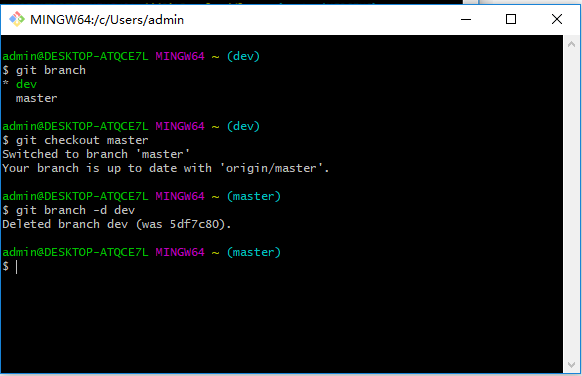 MINGW64:/c/Users/admin
admin@DESKTOP-ATQCE7L MINGW64 ~ (dev)
$ git branch
* dev
  master
admin@DESKTOP-ATQCE7L MINGW64 ~ (dev)
$ git checkout master
Switched to branch 'master'
Your branch is up to date with 'origin/master'.
admin@DESKTOP-ATQCE7L MINGW64 ~ (master)
$ git branch -d dev
Deleted branch dev (was 5df7c80).
admin@DESKTOP-ATQCE7L MINGW64 ~ (master)
$